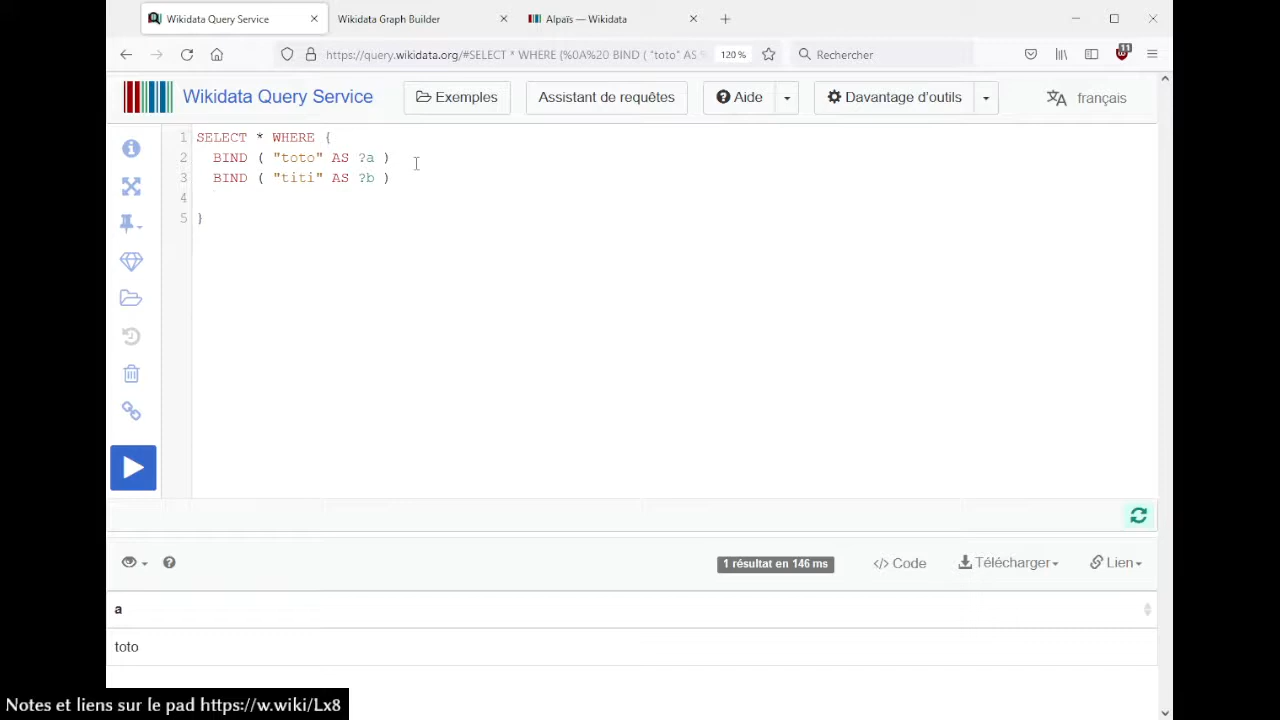 Wikidata Query Service
Wikidata Graph Builder
Alpaïs — Wikidata
https://query.wikidata.org/#SELECT * WHERE {%0A%20 BIND ( "toto" AS %
120 %
Rechercher
11
Wikidata Query Service
Exemples
Assistant de requêtes
Aide
Davantage d'outils
français
1 SELECT * WHERE {
2 BIND ( "toto" AS ?a )
3 BIND ( "titi" AS ?b )
4
5 }
1 résultat en 146 ms
</> Code
Télécharger
Lien
a
toto
Notes et liens sur le pad https://w.wiki/Lx8